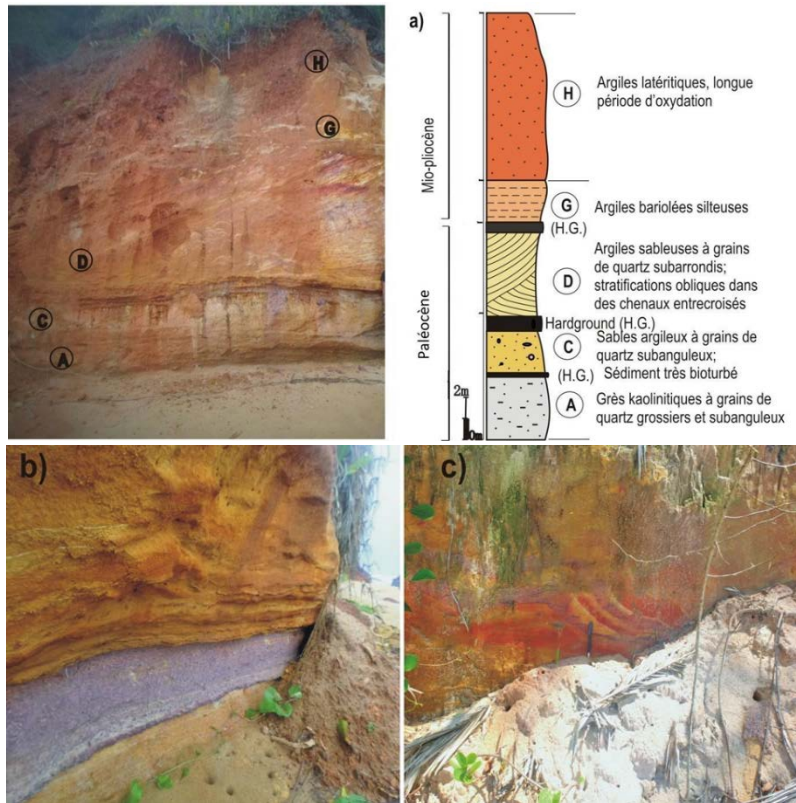 H
G
D
C
A
a)
Mio-pliocène
Paléocène
H
Argiles latéritiques, longue
période d'oxydation
G
Argiles bariolées silteuses
(H.G.)
D
Argiles sableuses à grains
de quartz subarrondis;
stratifications obliques dans
des chenaux entrecroisés
Hardground (H.G.)
C
Sables argileux à grains de
quartz subanguleux;
Sédiment très bioturbé
(H.G.)
A
Grès kaolinitiques à grains de
quartz grossiers et subanguleux
2m
0m
b)
c)